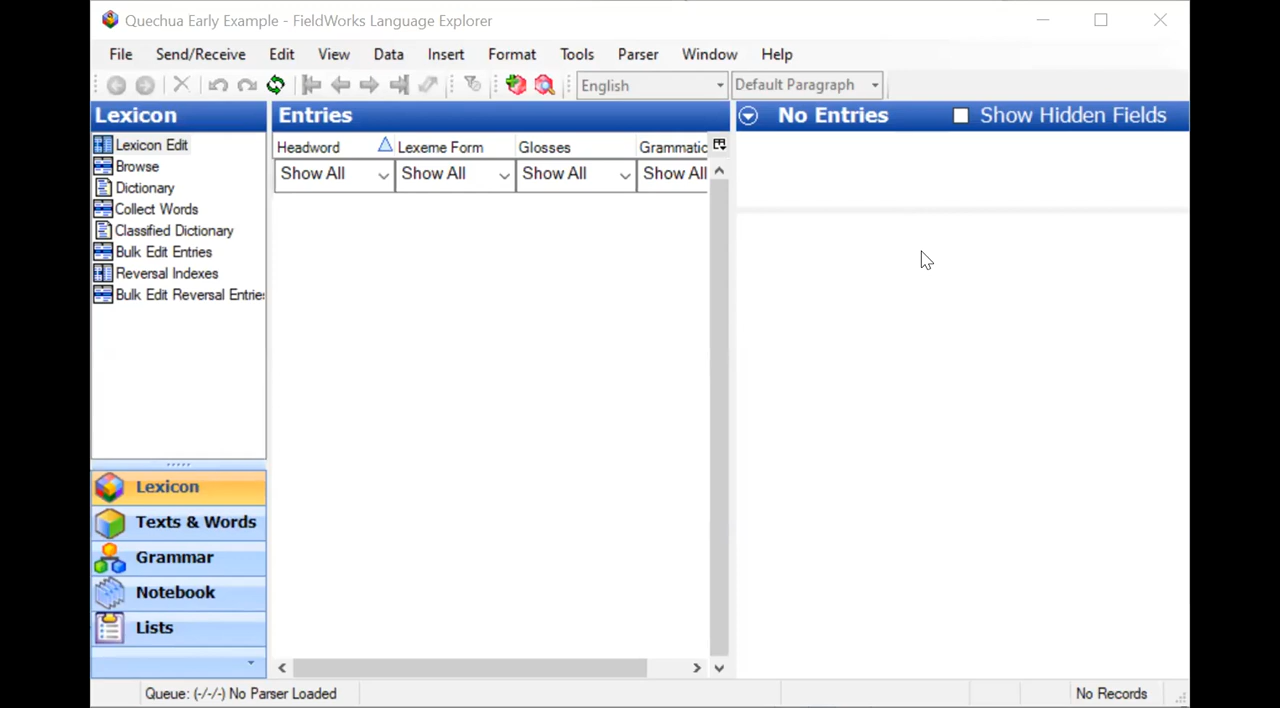 Quechua Early Example - FieldWorks Language Explorer
File Send/Receive Edit View Data Insert Format Tools Parser Window Help
English Default Paragraph
Lexicon
Lexicon Edit
Browse
Dictionary
Collect Words
Classified Dictionary
Bulk Edit Entries
Reversal Indexes
Bulk Edit Reversal Entries
Lexicon
Texts & Words
Grammar
Notebook
Lists
Entries
Headword Lexeme Form Glosses Grammatic
Show All Show All Show All Show All
No Entries Show Hidden Fields
Queue: (-/-/-) No Parser Loaded No Records